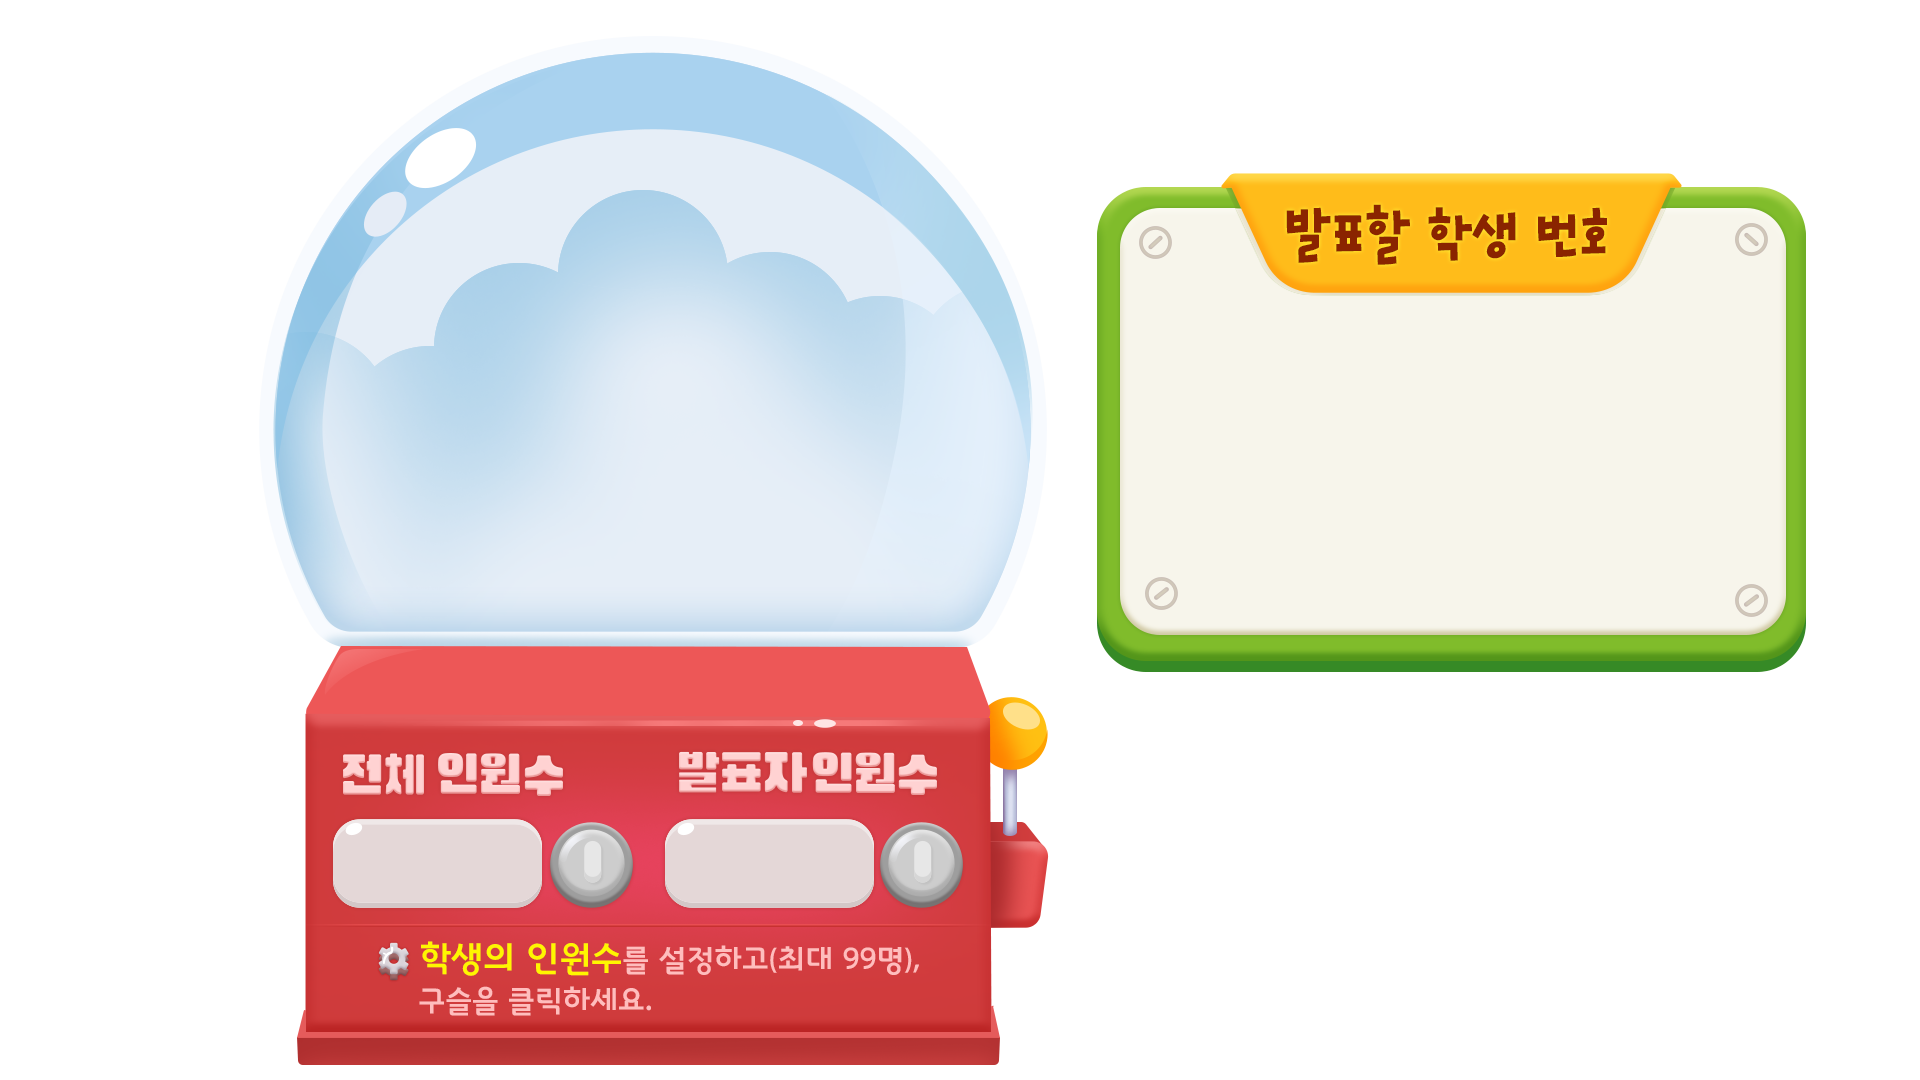 발표할 학생 번호
전체 인원수
발표자 인원수
학생의 인원수를 설정하고(최대 99명),
구슬을 클릭하세요.